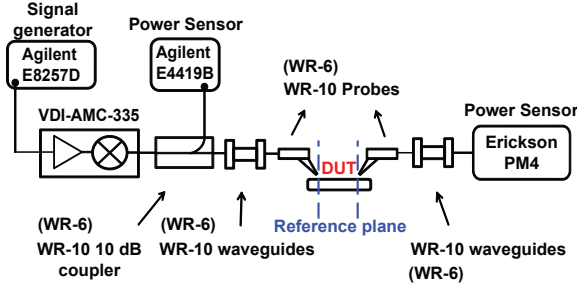 Signal
generator
Agilent
E8257D
Power Sensor
Agilent
E4419B
VDI-AMC-335
(WR-6)
WR-10 Probes
Power Sensor
Erickson
PM4
DUT
Reference plane
(WR-6)
WR-10 10 dB
coupler
(WR-6)
WR-10 waveguides
WR-10 waveguides
(WR-6)